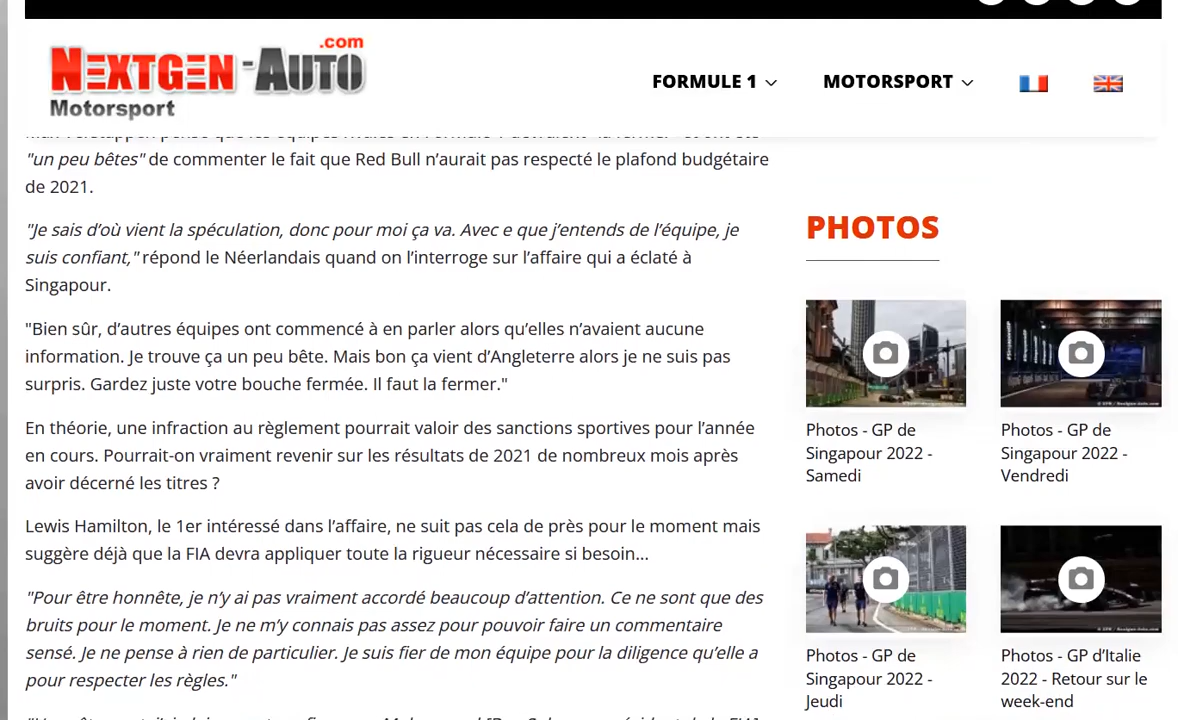 .com
NEXTGEN-AUTO
Motorsport
FORMULE 1
MOTORSPORT
"un peu bêtes" de commenter le fait que Red Bull n’aurait pas respecté le plafond budgétaire
de 2021.
"Je sais d’où vient la spéculation, donc pour moi ça va. Avec e que j’entends de l’équipe, je
suis confiant," répond le Néerlandais quand on l’interroge sur l’affaire qui a éclaté à
Singapour.
"Bien sûr, d’autres équipes ont commencé à en parler alors qu’elles n’avaient aucune
information. Je trouve ça un peu bête. Mais bon ça vient d’Angleterre alors je ne suis pas
surpris. Gardez juste votre bouche fermée. Il faut la fermer."
En théorie, une infraction au règlement pourrait valoir des sanctions sportives pour l’année
en cours. Pourrait-on vraiment revenir sur les résultats de 2021 de nombreux mois après
avoir décerné les titres ?
Lewis Hamilton, le 1er intéressé dans l’affaire, ne suit pas cela de près pour le moment mais
suggère déjà que la FIA devra appliquer toute la rigueur nécessaire si besoin...
"Pour être honnête, je n’y ai pas vraiment accordé beaucoup d’attention. Ce ne sont que des
bruits pour le moment. Je ne m’y connais pas assez pour pouvoir faire un commentaire
sensé. Je ne pense à rien de particulier. Je suis fier de mon équipe pour la diligence qu’elle a
pour respecter les règles."
PHOTOS
Photos - GP de
Singapour 2022 -
Samedi
Photos - GP de
Singapour 2022 -
Vendredi
Photos - GP de
Singapour 2022 -
Jeudi
Photos - GP d’Italie
2022 - Retour sur le
week-end